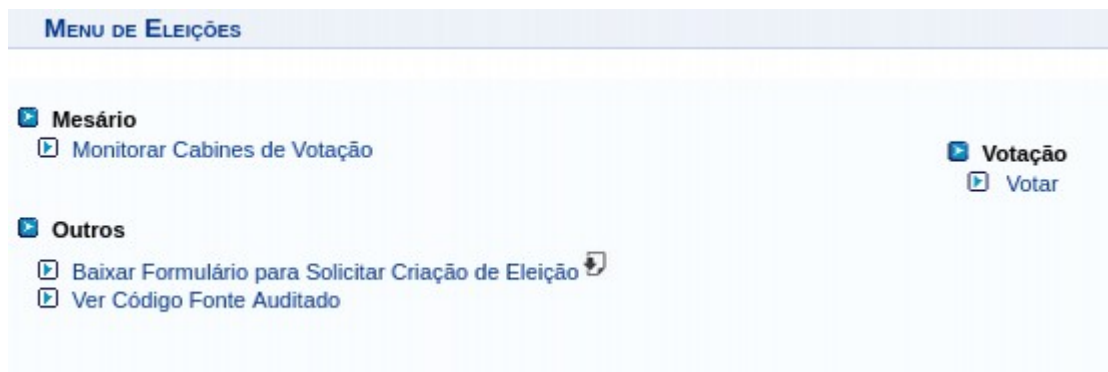 Menu de Eleições
Mesário
Monitorar Cabines de Votação
Votação
Votar
Outros
Baixar Formulário para Solicitar Criação de Eleição
Ver Código Fonte Auditado